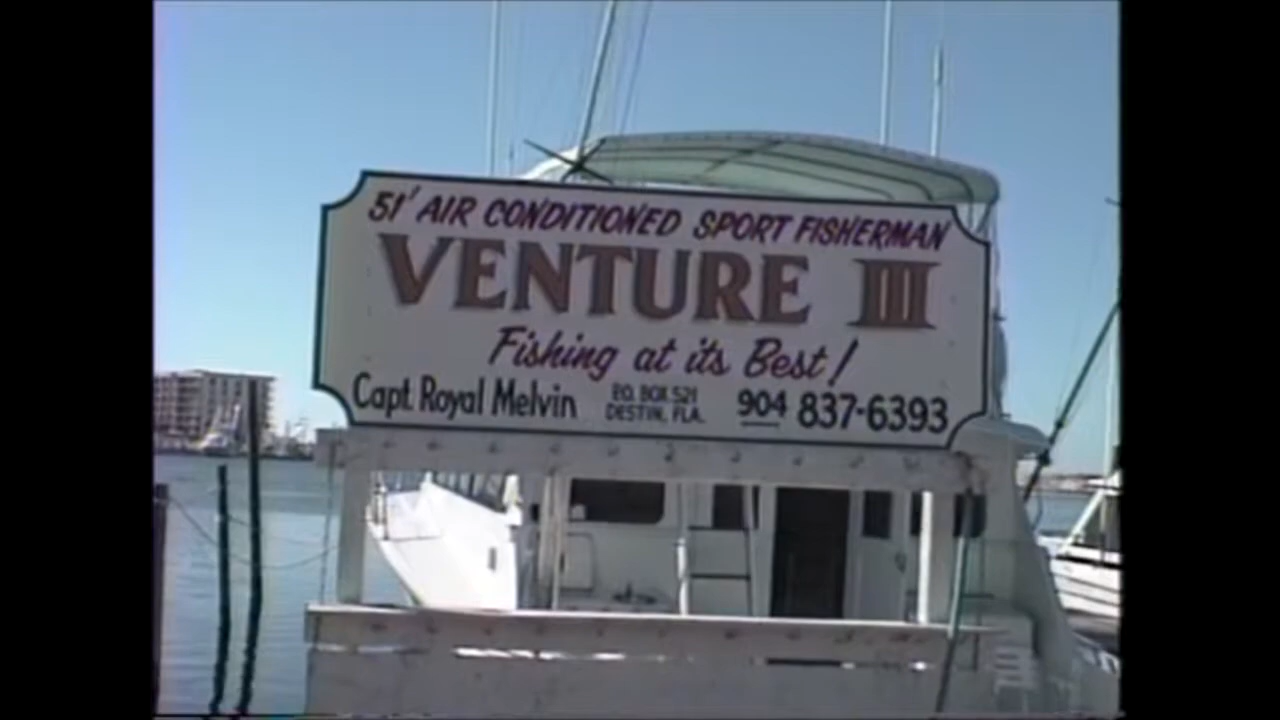 51' AIR CONDITIONED SPORT FISHERMAN
VENTURE III
Fishing at its Best!
Capt. Royal Melvin
P.O. BOX 521
DESTIN, FLA.
904 837-6393